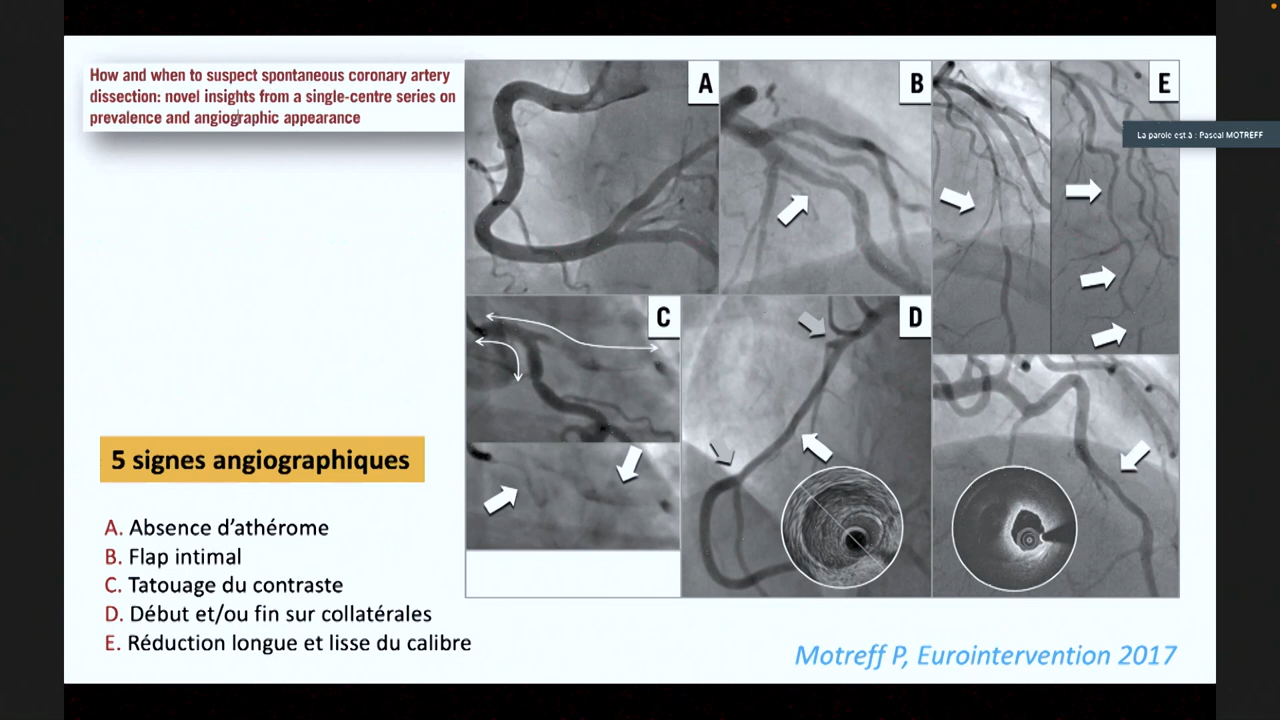 How and when to suspect spontaneous coronary artery
dissection: novel insights from a single-centre series on
prevalence and angiographic appearance
A
B
E
La parole est à : Pascal MOTREFF
C
D
5 signes angiographiques
A. Absence d’athérome
B. Flap intimal
C. Tatouage du contraste
D. Début et/ou fin sur collatérales
E. Réduction longue et lisse du calibre
Motreff P, Eurointervention 2017